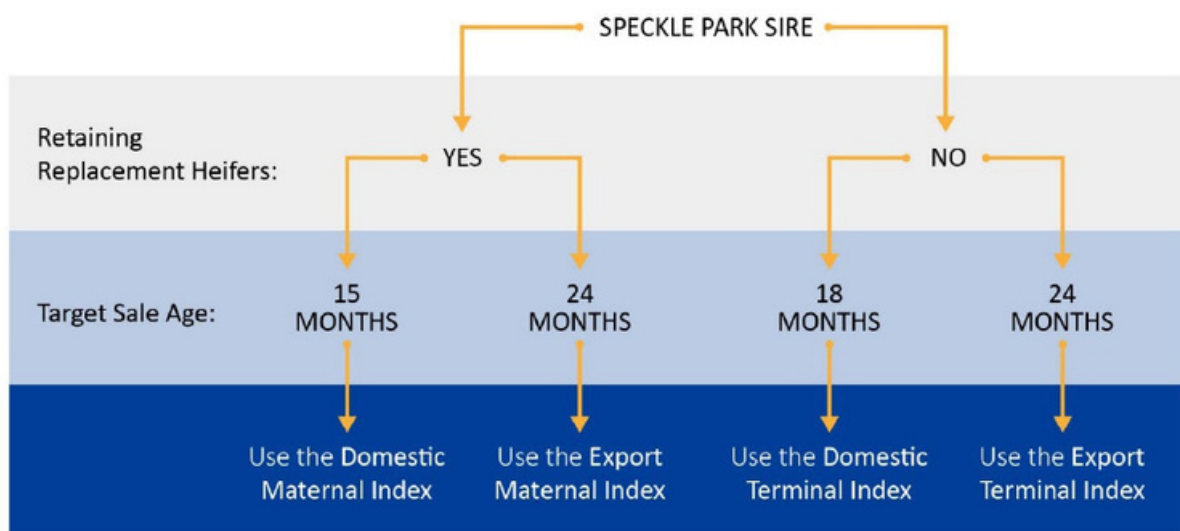 SPECKLE PARK SIRE
Retaining
Replacement Heifers:
YES
NO
Target Sale Age:
15
MONTHS
24
MONTHS
18
MONTHS
24
MONTHS
Use the Domestic
Maternal Index
Use the Export
Maternal Index
Use the Domestic
Terminal Index
Use the Export
Terminal Index